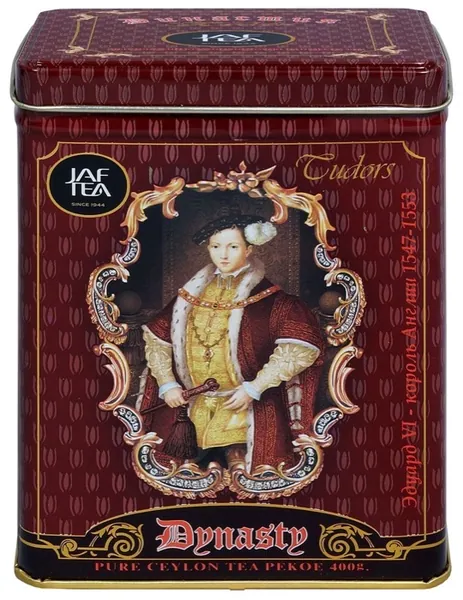 Династия
JAF
TEA
JAF
TEA
SINCE 1944
Tudors
Эдуард VI - король Англии 1547-1553
Dynasty
PURE CEYLON TEA PEKOE 400g.